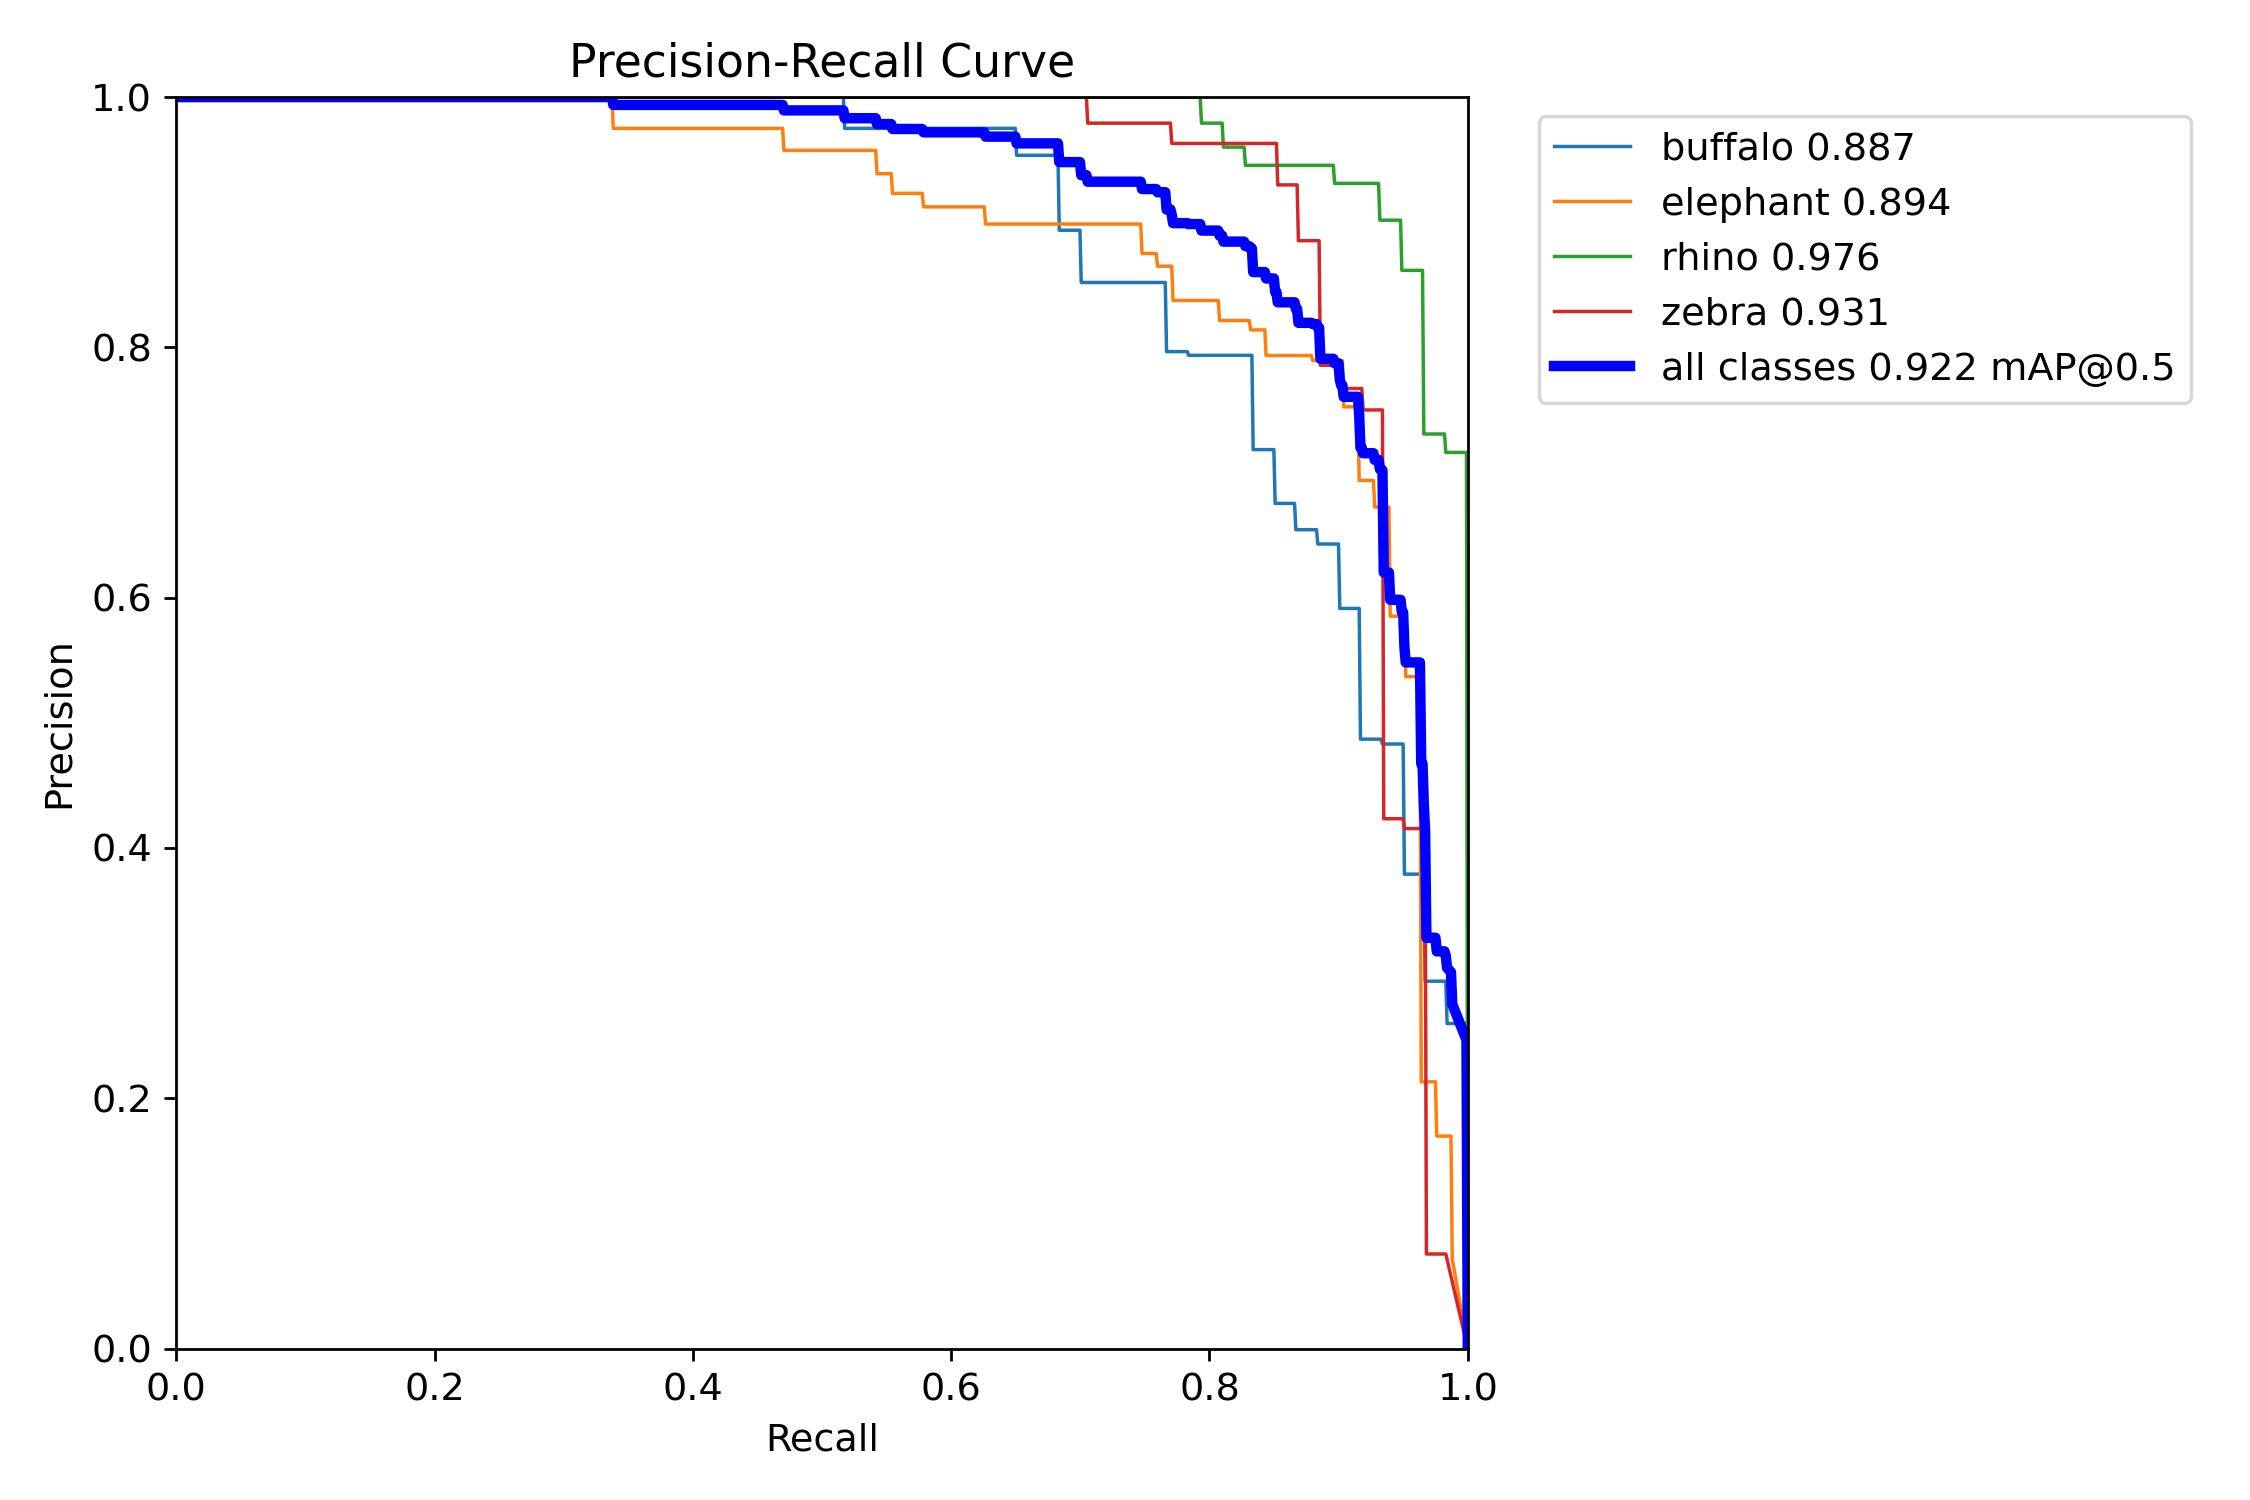 Precision-Recall Curve
1.0
0.8
0.6
0.4
0.2
0.0
Precision
0.0 0.2 0.4 0.6 0.8 1.0
Recall
buffalo 0.887
elephant 0.894
rhino 0.976
zebra 0.931
all classes 0.922 mAP@0.5